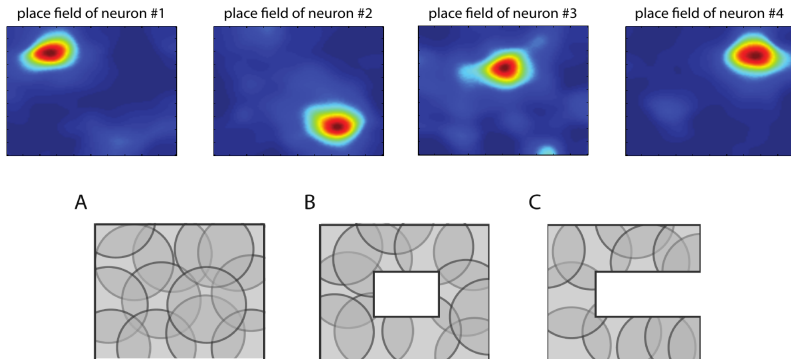 place field of neuron #1 place field of neuron #2 place field of neuron #3 place field of neuron #4
A B C